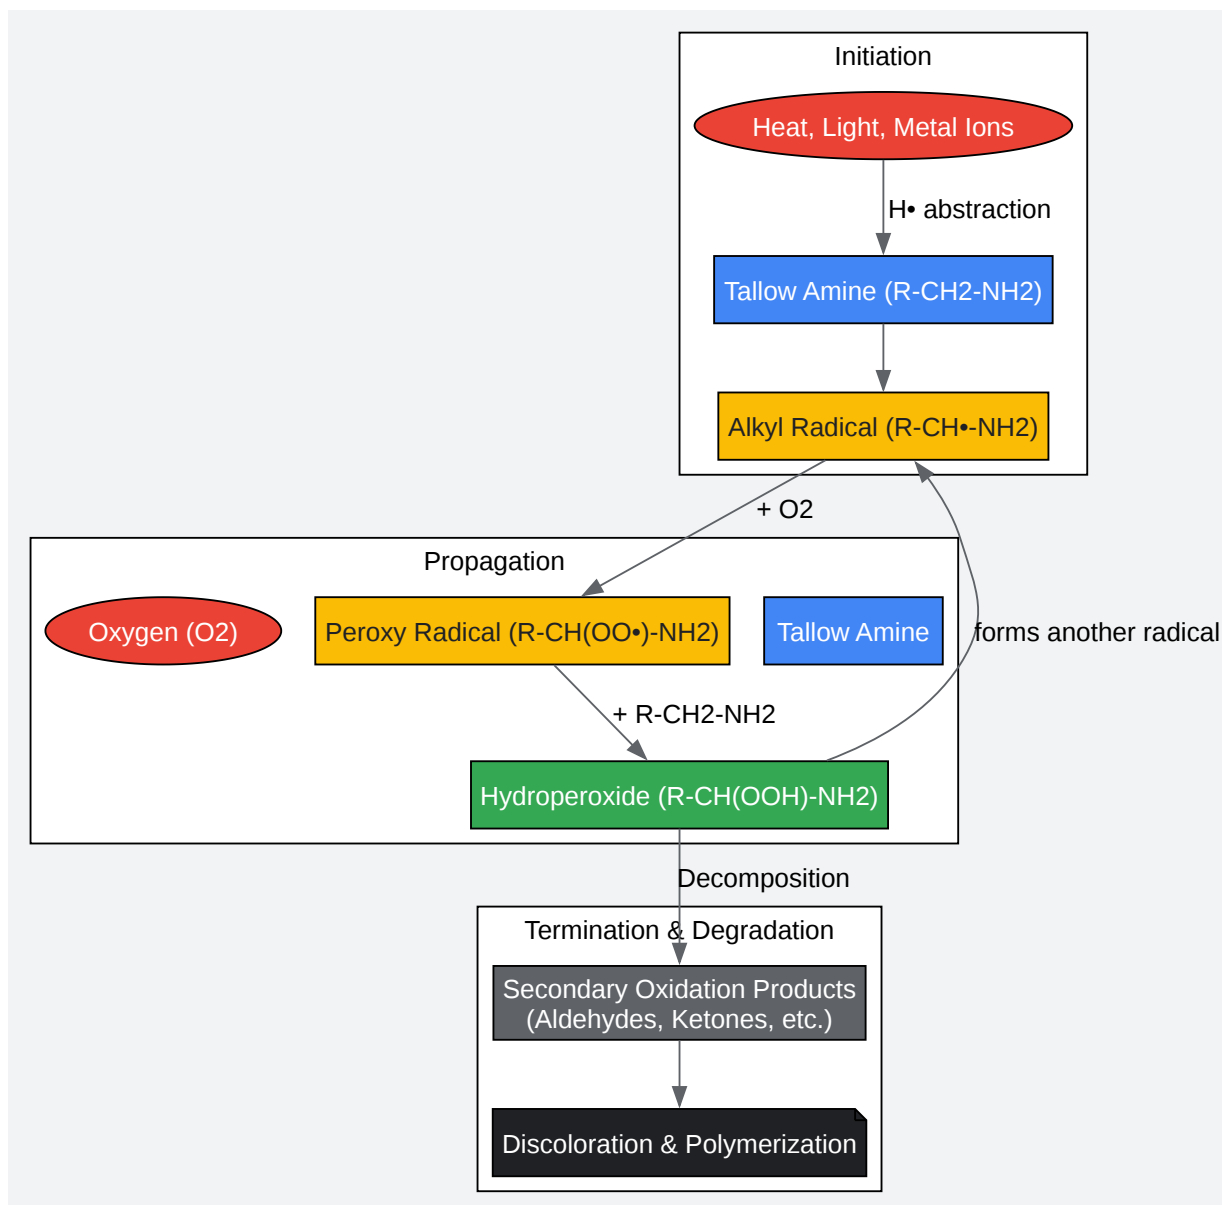 Initiation
Heat, Light, Metal Ions
H• abstraction
Tallow Amine (R-CH2-NH2)
Alkyl Radical (R-CH•-NH2)
+ O2
Propagation
Oxygen (O2)
Peroxy Radical (R-CH(OO•)-NH2)
Tallow Amine
forms another radical
+ R-CH2-NH2
Hydroperoxide (R-CH(OOH)-NH2)
Decomposition
Termination & Degradation
Secondary Oxidation Products
(Aldehydes, Ketones, etc.)
Discoloration & Polymerization